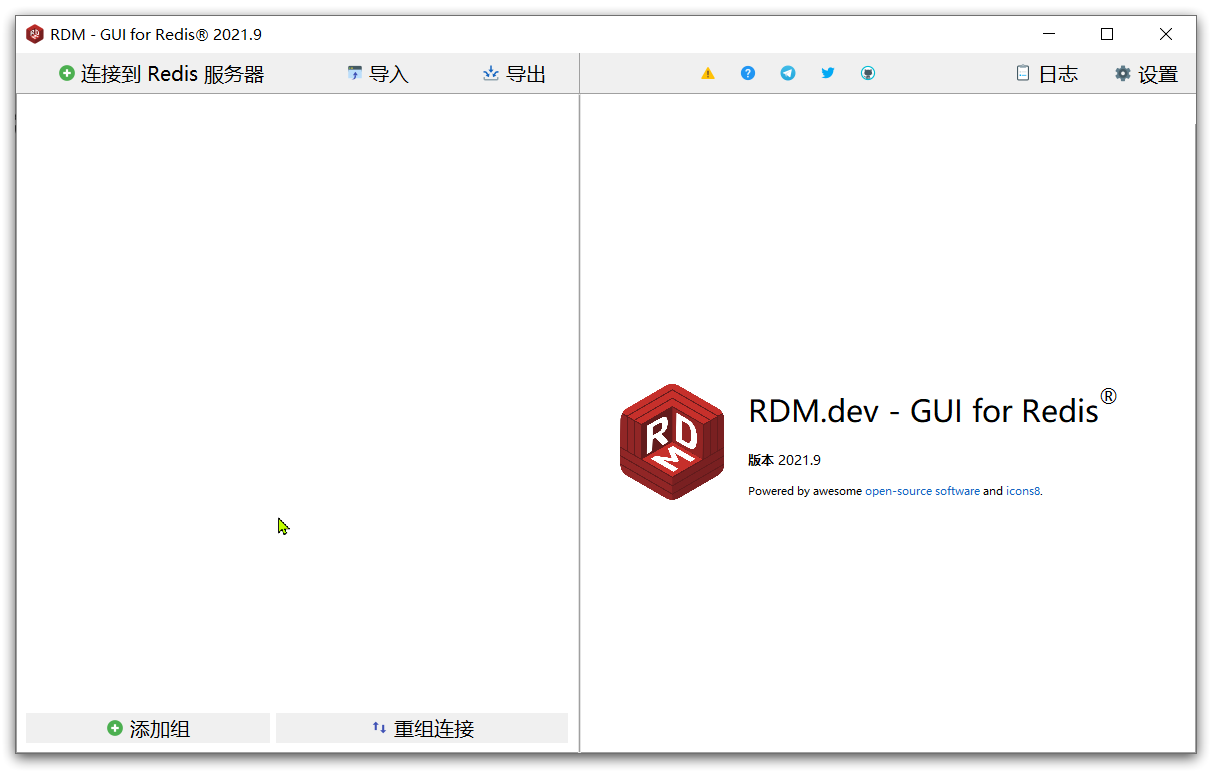 RDM - GUI for Redis® 2021.9
连接到 Redis 服务器 导入 导出 日志 设置
RDM
RDM.dev - GUI for Redis®
版本 2021.9
Powered by awesome open-source software and icons8.
添加组 重组连接